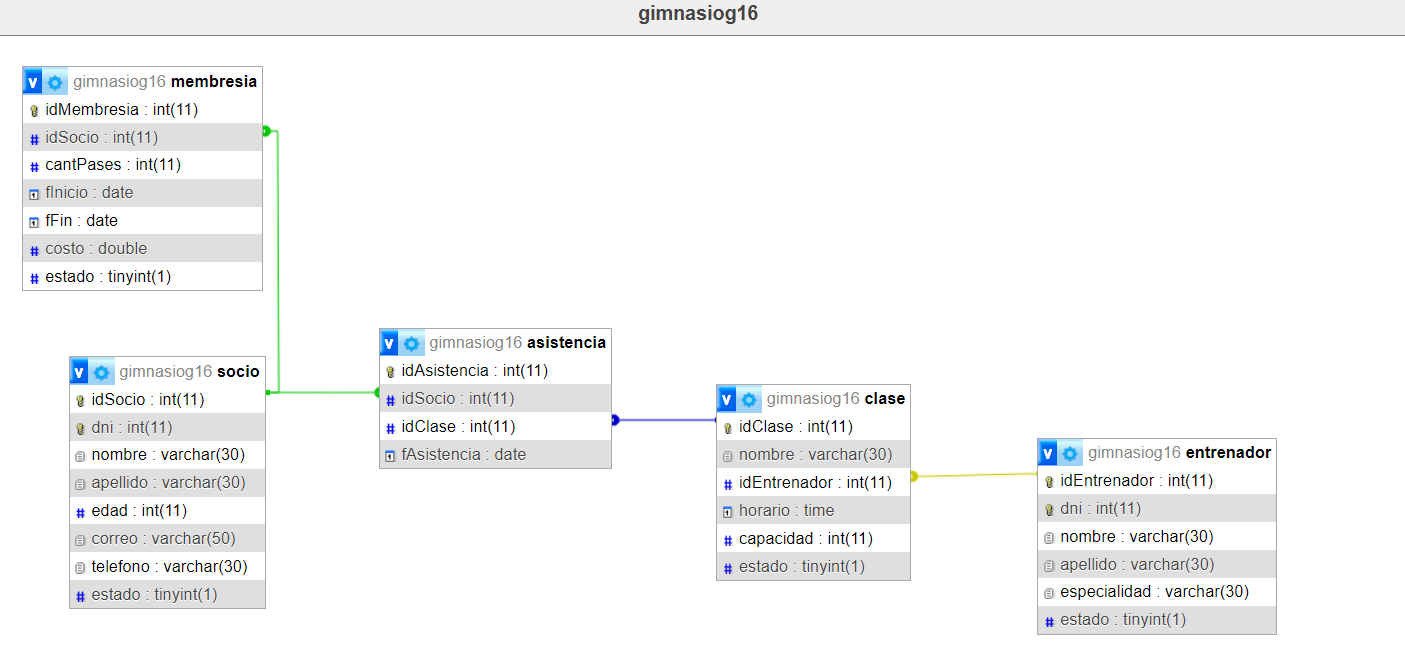 gimnasiog16
v gimnasiog16 membresia
idMembresia : int(11)
# idSocio : int(11)
# cantPases : int(11)
fInicio : date
fFin : date
# costo : double
# estado : tinyint(1)
v gimnasiog16 socio
idSocio : int(11)
dni : int(11)
nombre : varchar(30)
apellido : varchar(30)
# edad : int(11)
correo : varchar(50)
telefono : varchar(30)
# estado : tinyint(1)
v gimnasiog16 asistencia
idAsistencia : int(11)
# idSocio : int(11)
# idClase : int(11)
fAsistencia : date
v gimnasiog16 clase
idClase : int(11)
nombre : varchar(30)
# idEntrenador : int(11)
horario : time
# capacidad : int(11)
# estado : tinyint(1)
v gimnasiog16 entrenador
idEntrenador : int(11)
dni : int(11)
nombre : varchar(30)
apellido : varchar(30)
especialidad : varchar(30)
# estado : tinyint(1)